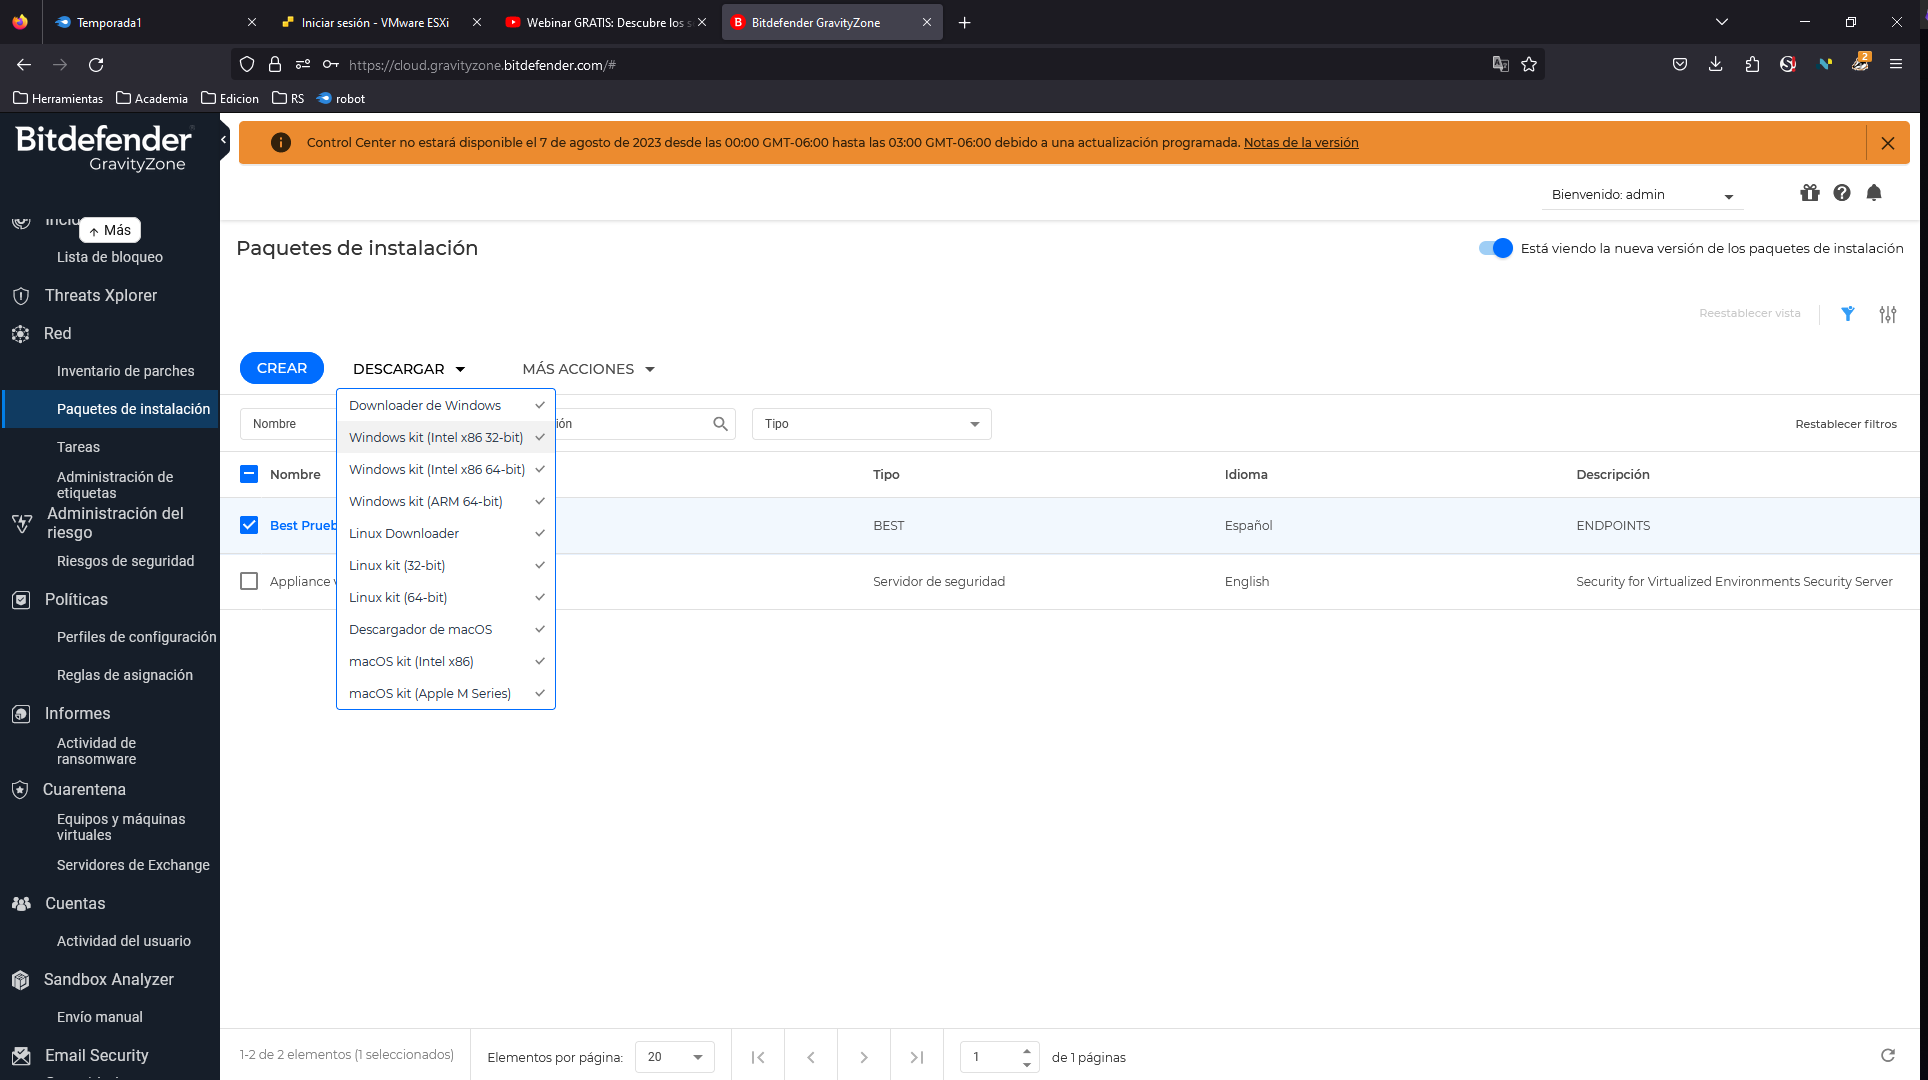 Temporada1
Iniciar sesión - VMware ESXi
Webinar GRATIS: Descubre los s
Bitdefender GravityZone
https://cloud.gravityzone.bitdefender.com/#
2
Herramientas
Academia
Edicion
RS
robot
Bitdefender
GravityZone
Control Center no estará disponible el 7 de agosto de 2023 desde las 00:00 GMT-06:00 hasta las 03:00 GMT-06:00 debido a una actualización programada. Notas de la versión
Bienvenido: admin
Más
Lista de bloqueo
Threats Xplorer
Red
Inventario de parches
Paquetes de instalación
Tareas
Administración de
etiquetas
Administración del
riesgo
Riesgos de seguridad
Políticas
Perfiles de configuración
Reglas de asignación
Informes
Actividad de
ransomware
Cuarentena
Equipos y máquinas
virtuales
Servidores de Exchange
Cuentas
Actividad del usuario
Sandbox Analyzer
Envío manual
Email Security
Paquetes de instalación
Está viendo la nueva versión de los paquetes de instalación
Reestablecer vista
CREAR
DESCARGAR
MÁS ACCIONES
Downloader de Windows
Windows kit (Intel x86 32-bit)
Windows kit (Intel x86 64-bit)
Windows kit (ARM 64-bit)
Linux Downloader
Linux kit (32-bit)
Linux kit (64-bit)
Descargador de macOS
macOS kit (Intel x86)
macOS kit (Apple M Series)
Nombre
ión
Tipo
Restablecer filtros
Nombre
Tipo
Idioma
Descripción
Best Prueb
BEST
Español
ENDPOINTS
Appliance v
Servidor de seguridad
English
Security for Virtualized Environments Security Server
1-2 de 2 elementos (1 seleccionados)
Elementos por página:
20
1
de 1 páginas